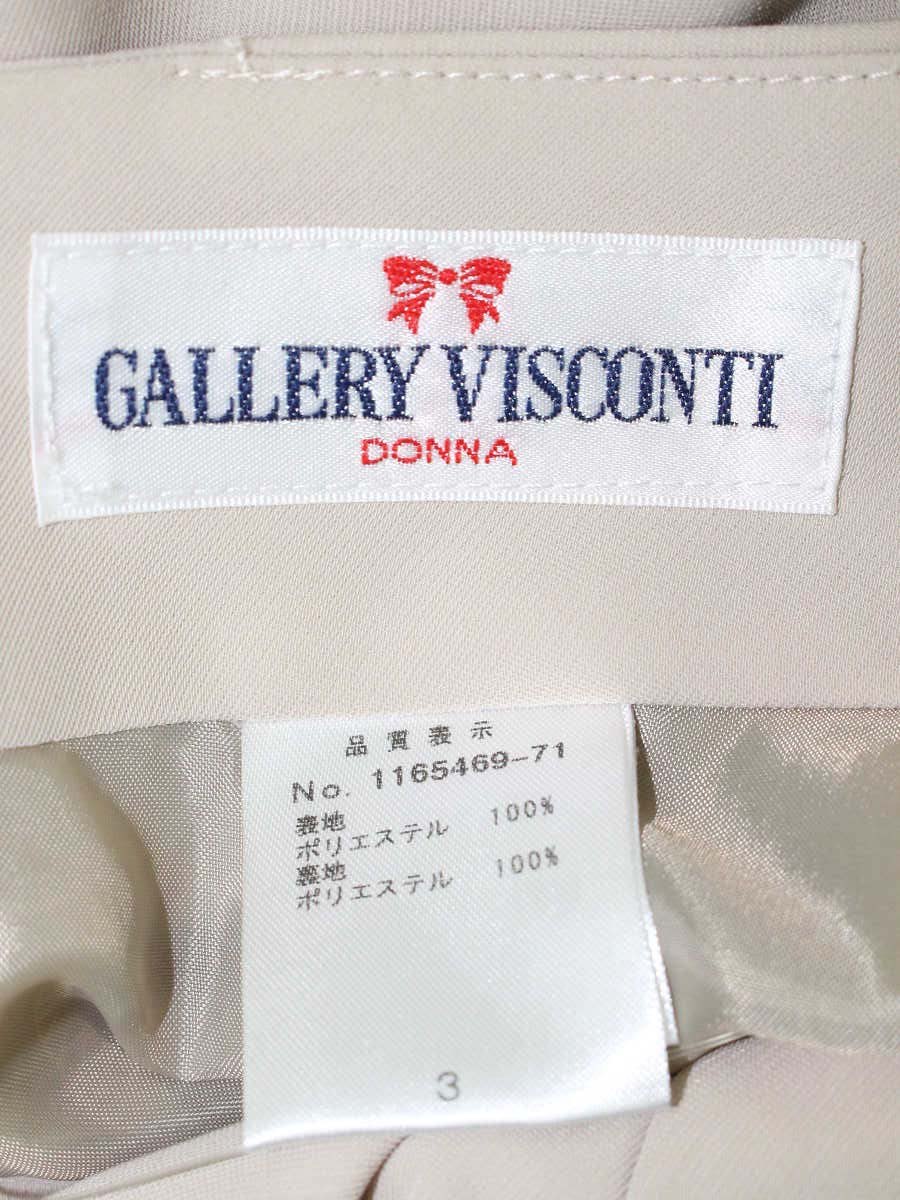 GALLERY VISCONTI
DONNA
品質表示
No. 1165469-71
表地
ポリエステル 100%
裏地
ポリエステル 100%
3